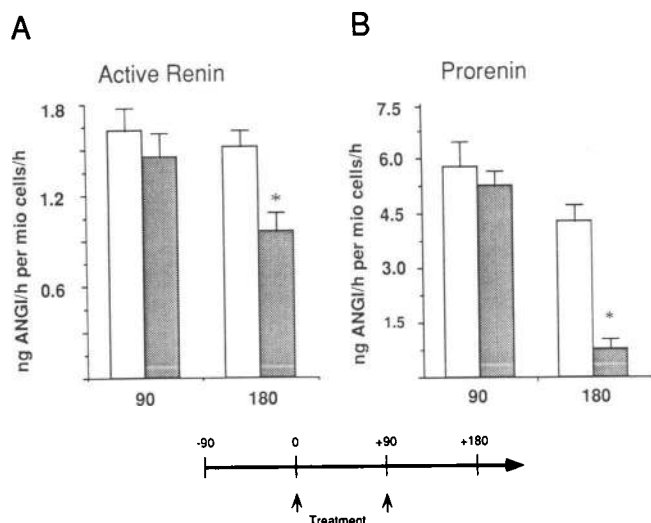 A
B
Active Renin
Prorenin
ng ANGI/h per mio cells/h
1.8
1.2
0.6
0
90
180
ng ANGI/h per mio cells/h
7.5
6.0
4.5
3.0
1.5
90
180
*
*
-90
0
+90
+180
Treatment